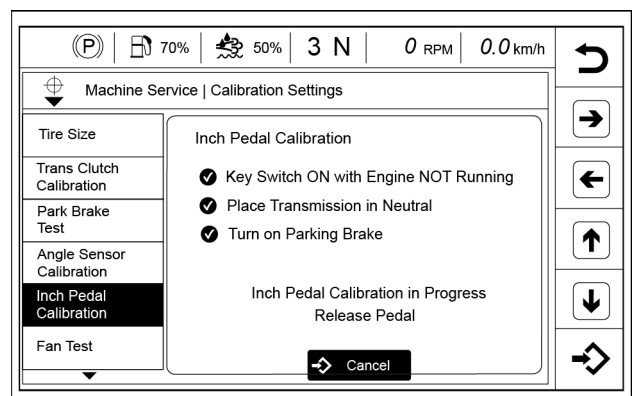 P 70% 50% 3 N 0 RPM 0.0 km/h
Machine Service | Calibration Settings
Tire Size
Trans Clutch
Calibration
Park Brake
Test
Angle Sensor
Calibration
Inch Pedal
Calibration
Fan Test
Inch Pedal Calibration
Key Switch ON with Engine NOT Running
Place Transmission in Neutral
Turn on Parking Brake
Inch Pedal Calibration in Progress
Release Pedal
Cancel